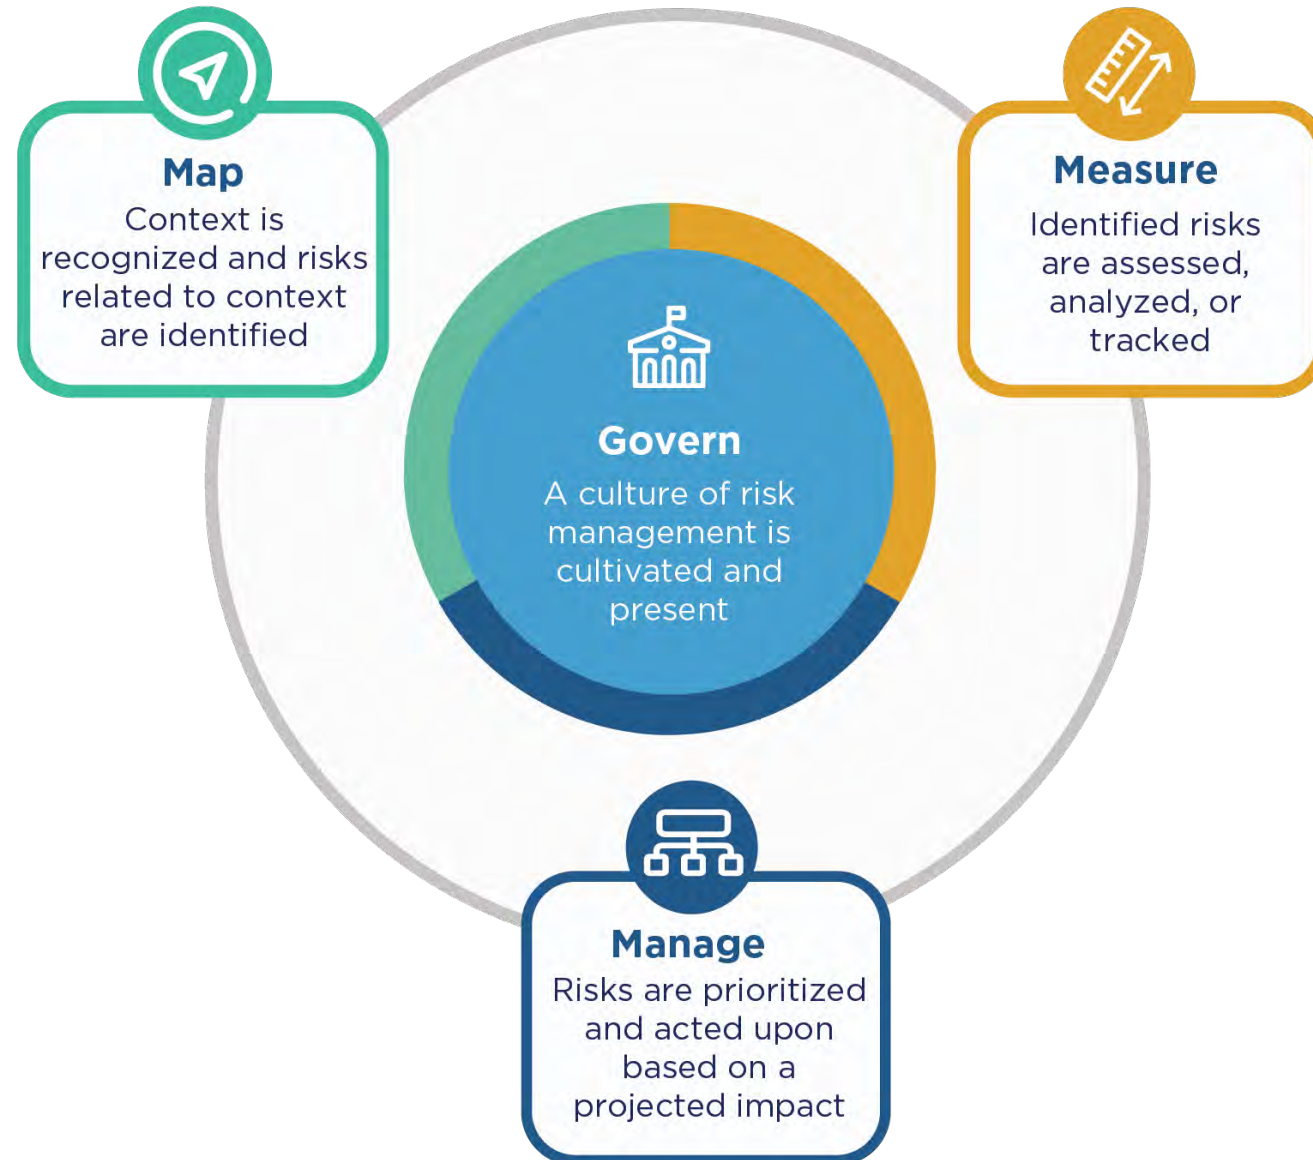 Map
Context is
recognized and risks
related to context
are identified
Measure
Identified risks
are assessed,
analyzed, or
tracked
Govern
A culture of risk
management is
cultivated and
present
Manage
Risks are prioritized
and acted upon
based on a
projected impact